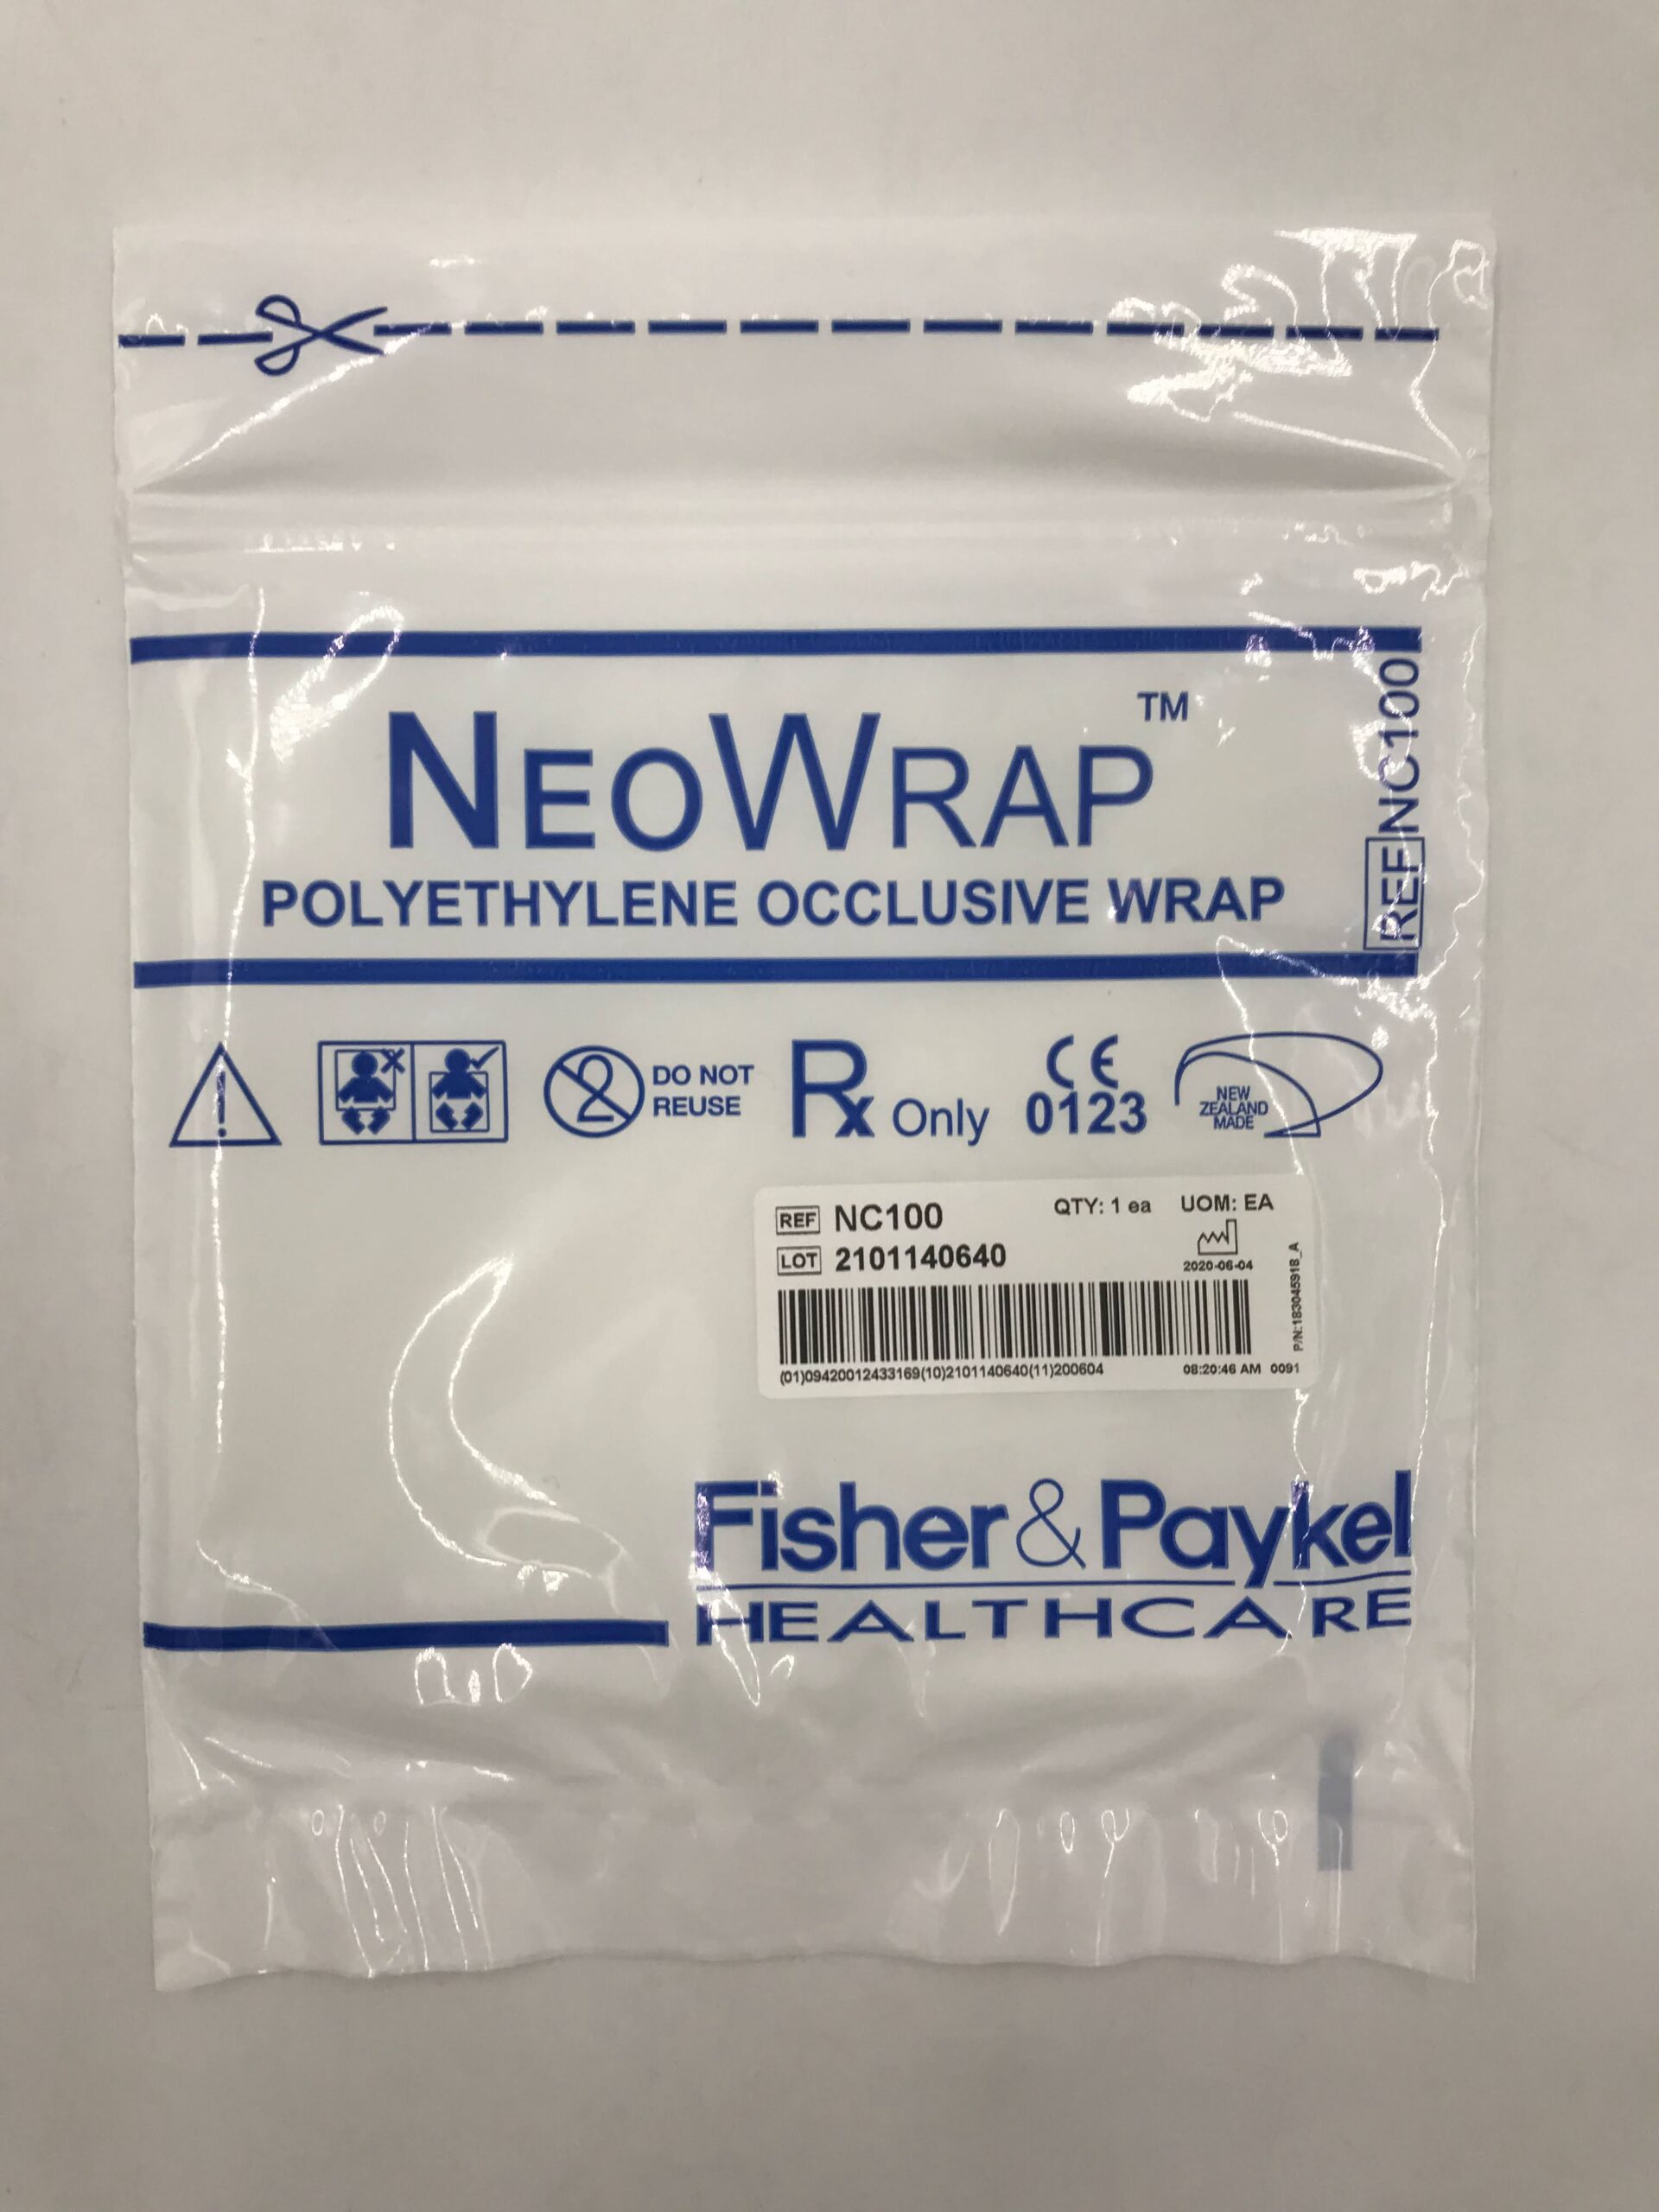 NEOWRAP™
POLYETHYLENE OCCLUSIVE WRAP
REF NC100
DO NOT
REUSE
Rx Only
CE
0123
NEW
ZEALAND
MADE
REF NC100 QTY: 1 ea UOM: EA
LOT 2101140640
2020-06-04
P/N:183045918_A
(01)09420012433169(10)2101140640(11)200604 08:20:46 AM 0091
Fisher & Paykel
HEALTHCARE